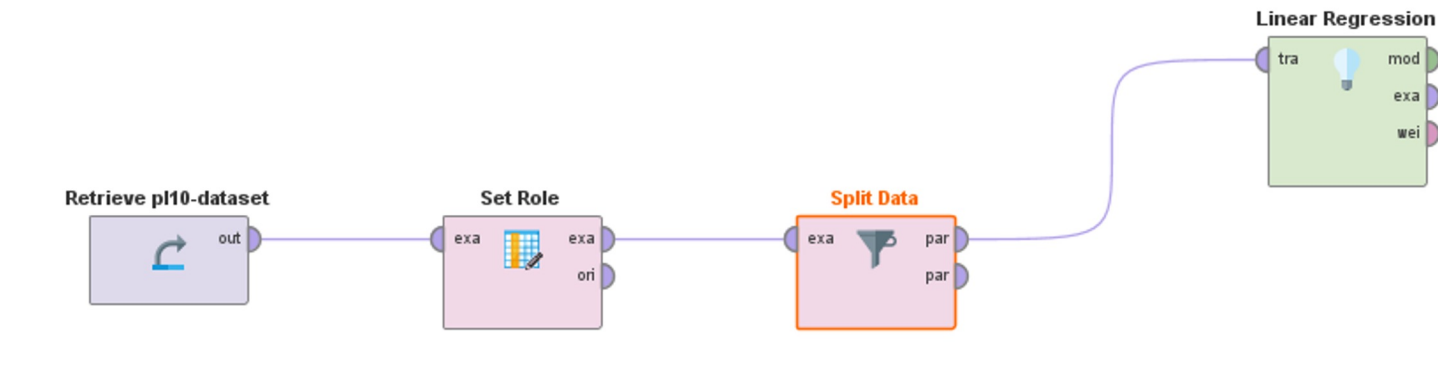 Linear Regression
tra
mod
exa
wei
Retrieve pl10-dataset
out
Set Role
exa
exa
ori
Split Data
exa
par
par